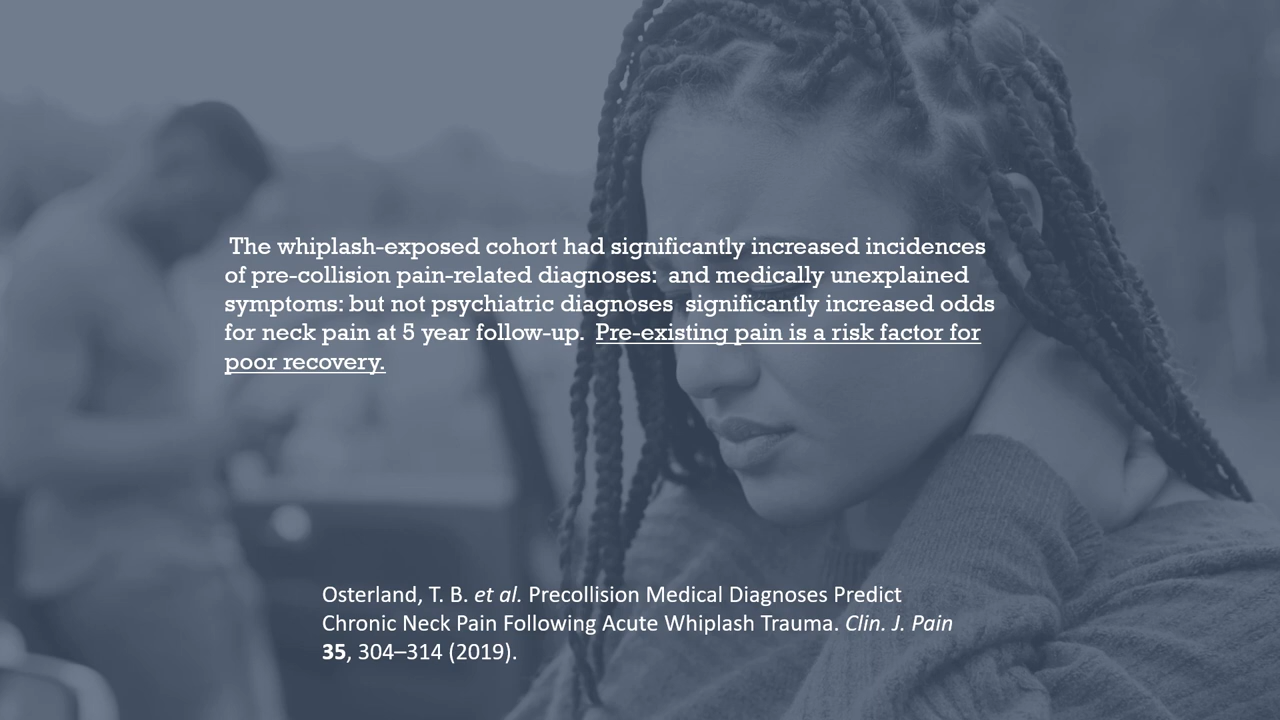 The whiplash-exposed cohort had significantly increased incidences
of pre-collision pain-related diagnoses:  and medically unexplained
symptoms: but not psychiatric diagnoses  significantly increased odds
for neck pain at 5 year follow-up.  Pre-existing pain is a risk factor for
poor recovery.
Osterland, T. B. et al. Precollision Medical Diagnoses Predict
Chronic Neck Pain Following Acute Whiplash Trauma. Clin. J. Pain
35, 304–314 (2019).